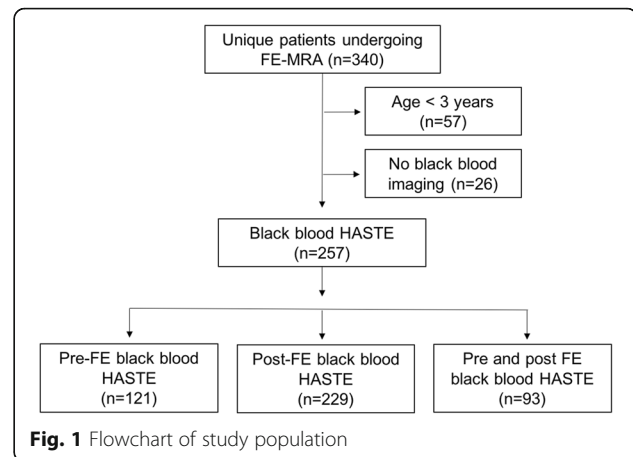 Unique patients undergoing
FE-MRA (n=340)
Age < 3 years
(n=57)
No black blood
imaging (n=26)
Black blood HASTE
(n=257)
Pre-FE black blood
HASTE
(n=121)
Post-FE black blood
HASTE
(n=229)
Pre and post FE
black blood HASTE
(n=93)
Fig. 1 Flowchart of study population